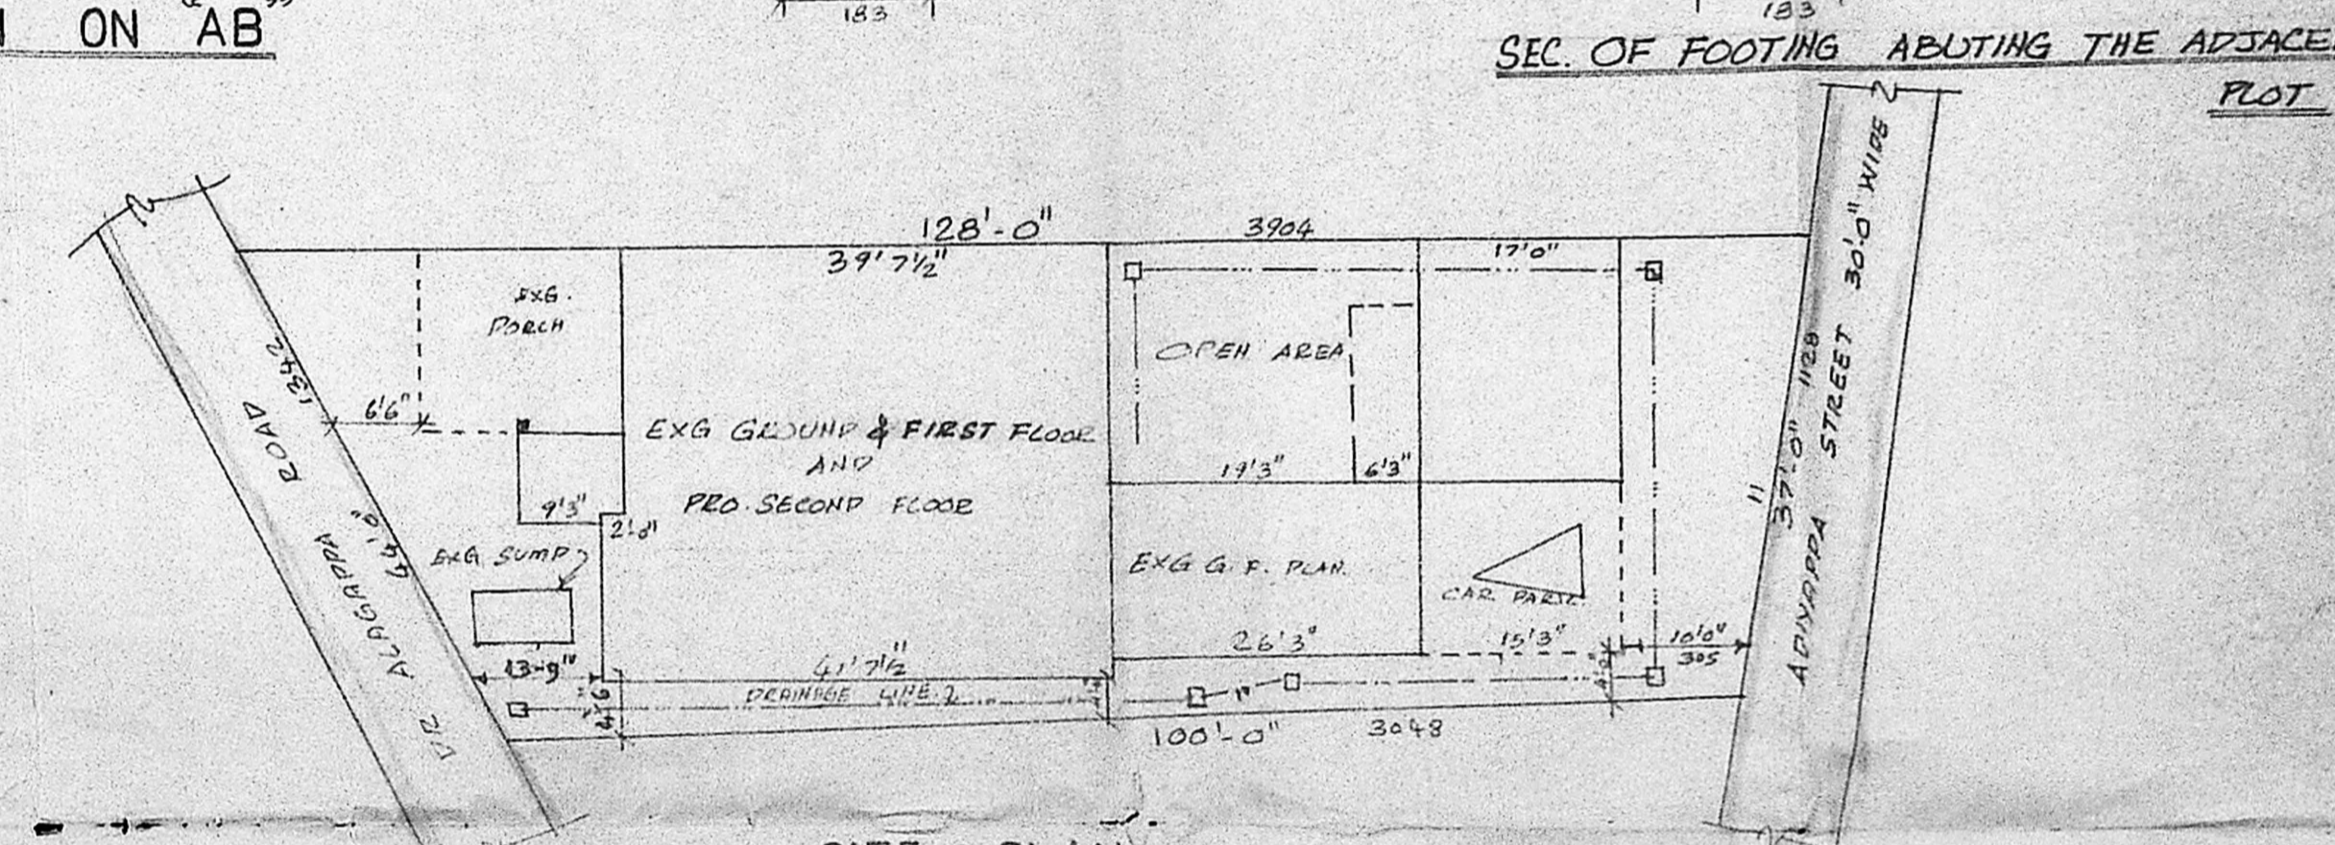 ON "AB"
183
183
SEC. OF FOOTING ABUTING THE ADJACE
PLOT
128'-0"
3904
39'7½"
17'0"
EXG.
PORCH
OPEN AREA
6'6"
1342
ROAD
DR ALAGAPPA
44'0"
EXG GROUND & FIRST FLOOR
AND
PRO. SECOND FLOOR
19'3"
6'3"
9'3"
2'-0"
EXG SUMP
EXG G. F. PLAN.
CAR PARK.
13-9"
41'7½"
26'3"
15'3"
10'0"
305
DRAINAGE LINE
100'-0"
3048
37'-0" 1128
ADIYAPPA STREET 30'0" WIDE